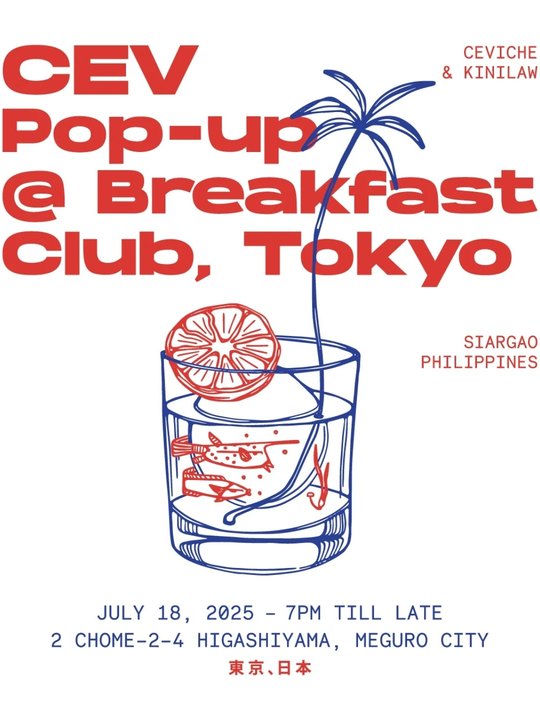 CEV
CEVICHE
& KINILAW
Pop-up
@ Breakfast
Club, Tokyo
SIARGAO
PHILIPPINES
JULY 18, 2025 – 7PM TILL LATE
2 CHOME-2-4 HIGASHIYAMA, MEGURO CITY
東京、日本